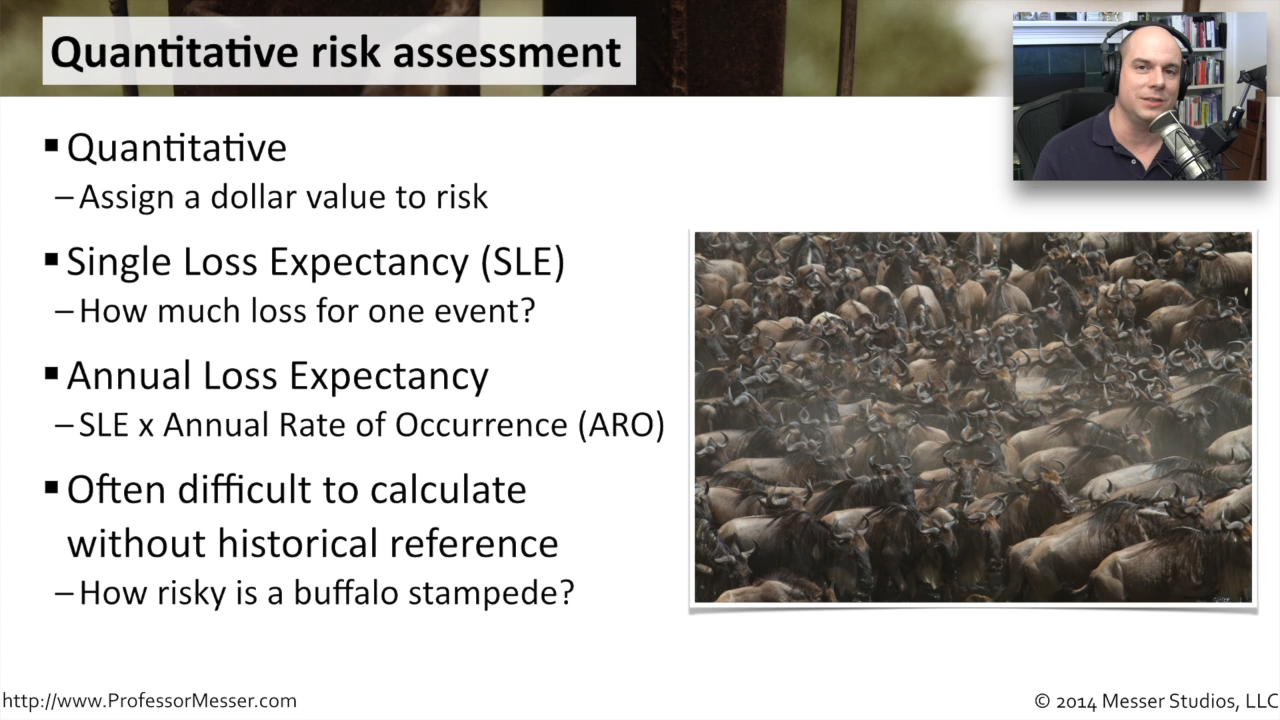 Quantitative risk assessment
▪ Quantitative
– Assign a dollar value to risk
▪ Single Loss Expectancy (SLE)
– How much loss for one event?
▪ Annual Loss Expectancy
– SLE x Annual Rate of Occurrence (ARO)
▪ Often difficult to calculate
without historical reference
– How risky is a buffalo stampede?
http://www.ProfessorMesser.com
© 2014 Messer Studios, LLC